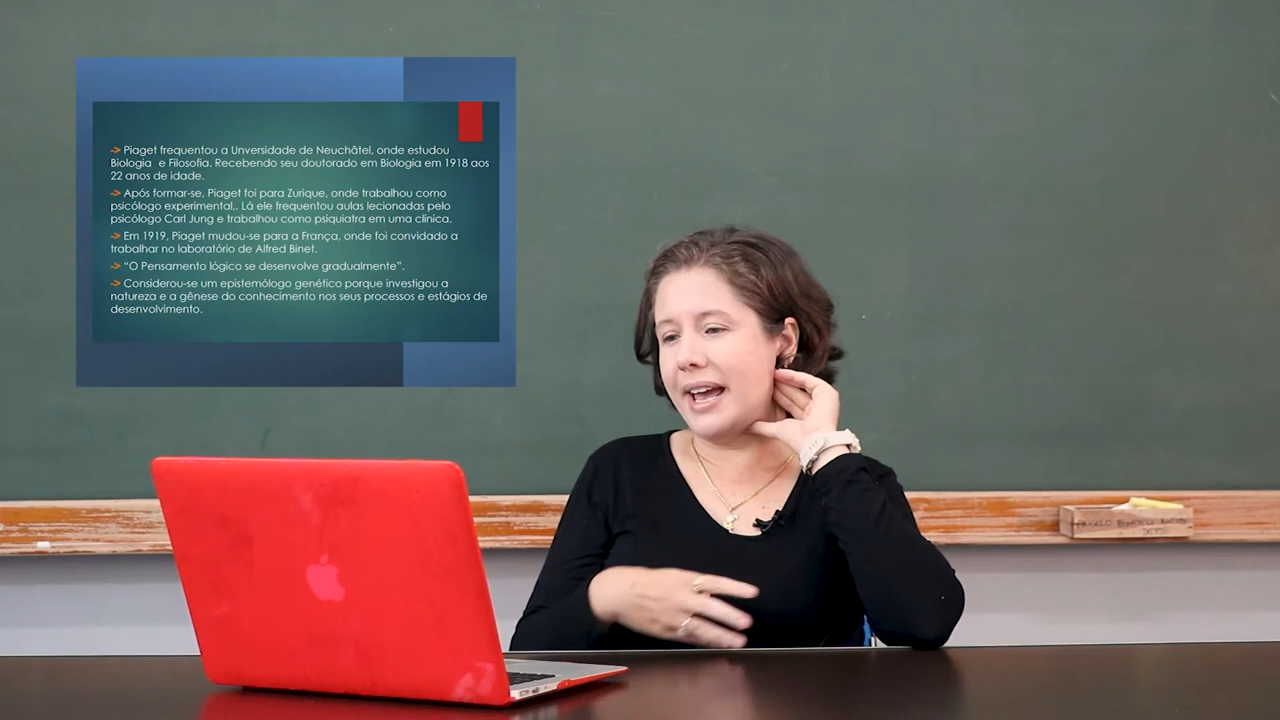 -> Piaget frequentou a Unversidade de Neuchâtel, onde estudou
Biologia e Filosofia. Recebendo seu doutorado em Biologia em 1918 aos
22 anos de idade.
-> Após formar-se, Piaget foi para Zurique, onde trabalhou como
psicólogo experimental,. Lá ele frequentou aulas lecionadas pelo
psicólogo Carl Jung e trabalhou como psiquiatra em uma clínica.
-> Em 1919, Piaget mudou-se para a França, onde foi convidado a
trabalhar no laboratório de Alfred Binet.
-> “O Pensamento lógico se desenvolve gradualmente”.
-> Considerou-se um epistemólogo genético porque investigou a
natureza e a gênese do conhecimento nos seus processos e estágios de
desenvolvimento.